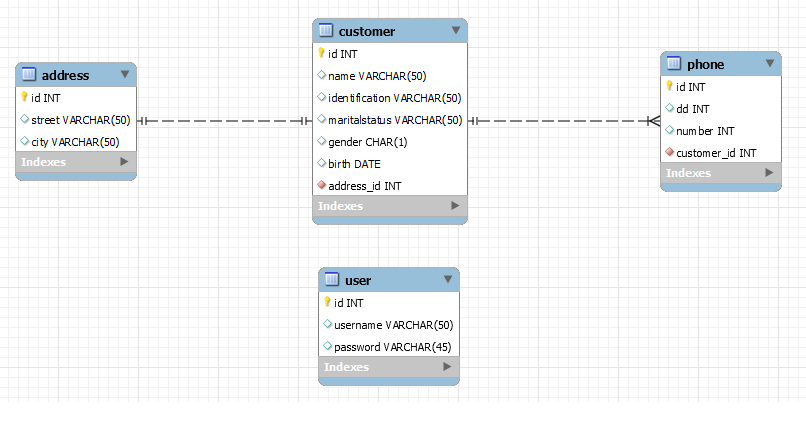 address
id INT
street VARCHAR(50)
city VARCHAR(50)
Indexes
customer
id INT
name VARCHAR(50)
identification VARCHAR(50)
maritalstatus VARCHAR(50)
gender CHAR(1)
birth DATE
address_id INT
Indexes
phone
id INT
dd INT
number INT
customer_id INT
Indexes
user
id INT
username VARCHAR(50)
password VARCHAR(45)
Indexes